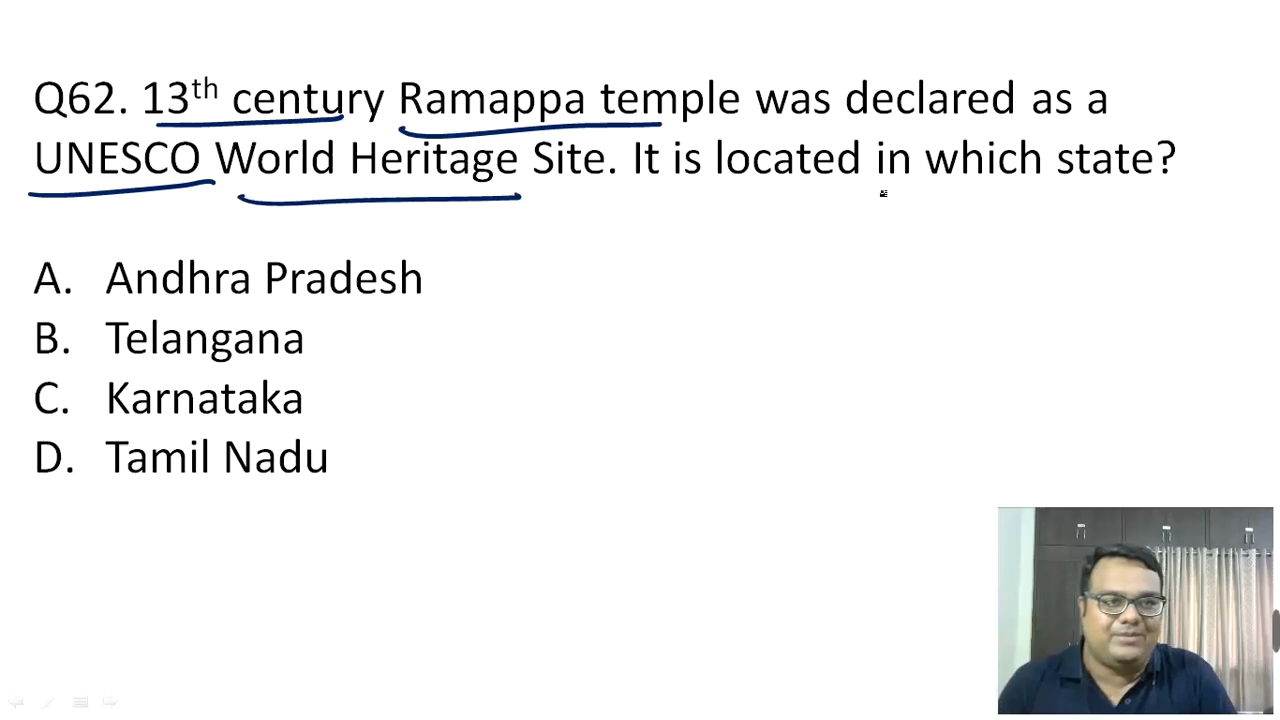 Q62. 13th century Ramappa temple was declared as a
UNESCO World Heritage Site. It is located in which state?
A. Andhra Pradesh
B. Telangana
C. Karnataka
D. Tamil Nadu